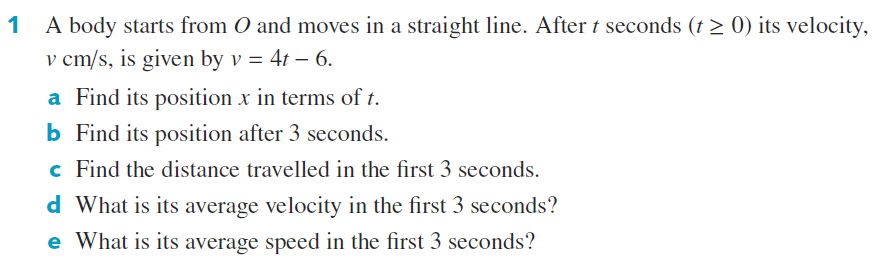 1 A body starts from O and moves in a straight line. After t seconds (t ≥ 0) its velocity,
v cm/s, is given by v = 4t – 6.
a Find its position x in terms of t.
b Find its position after 3 seconds.
c Find the distance travelled in the first 3 seconds.
d What is its average velocity in the first 3 seconds?
e What is its average speed in the first 3 seconds?